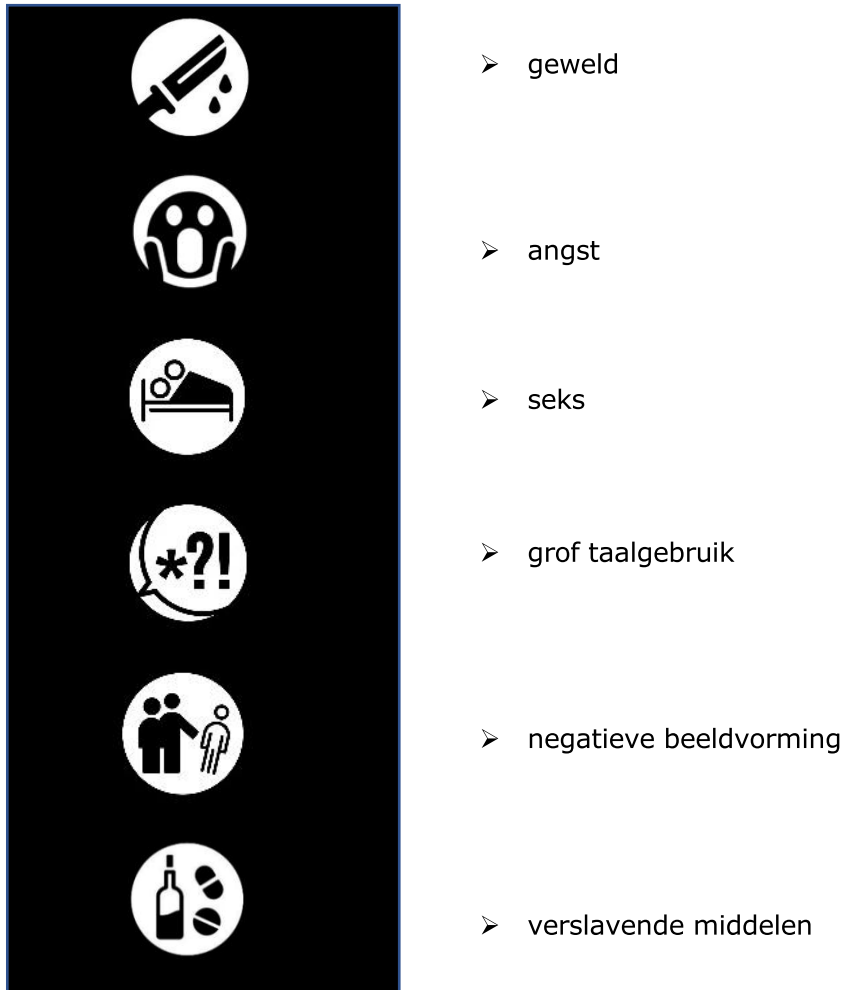 ➢ geweld
➢ angst
➢ seks
*?!
➢ grof taalgebruik
➢ negatieve beeldvorming
➢ verslavende middelen